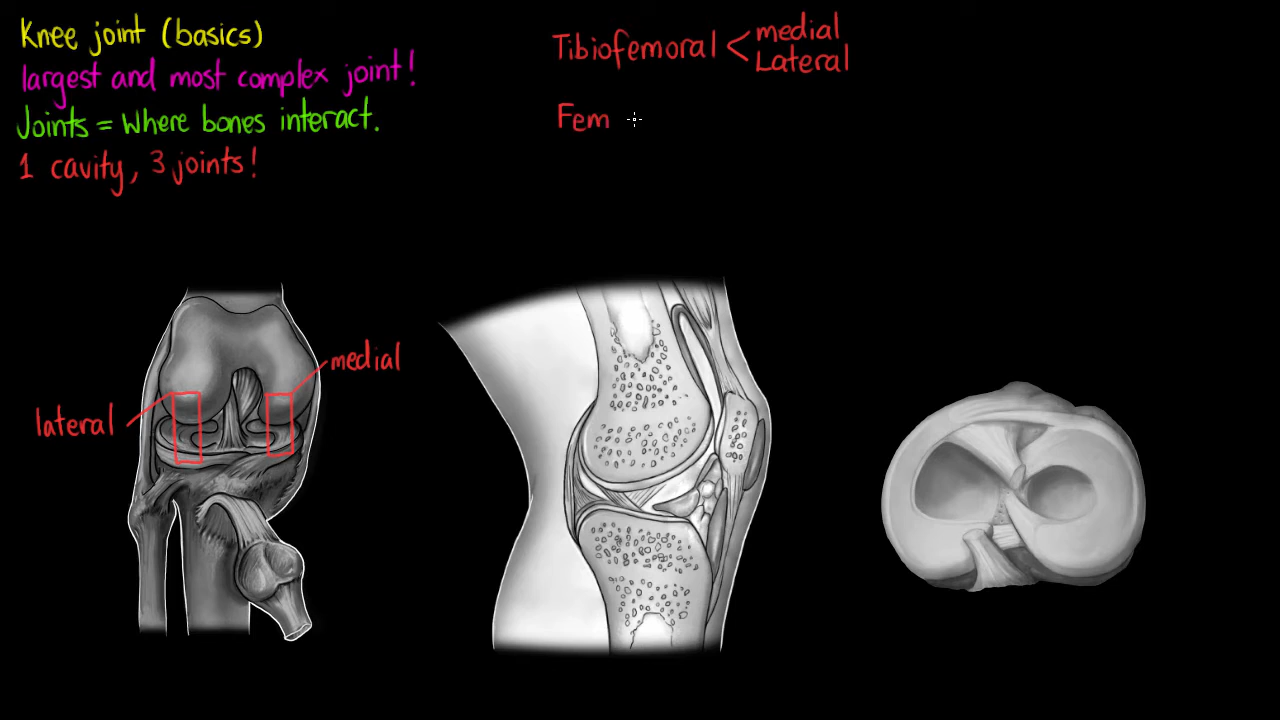 Knee joint (basics)
largest and most complex joint!
Joints = Where bones interact.
1 cavity, 3 joints!
Tibiofemoral < medial
Lateral
Fem
medial
lateral